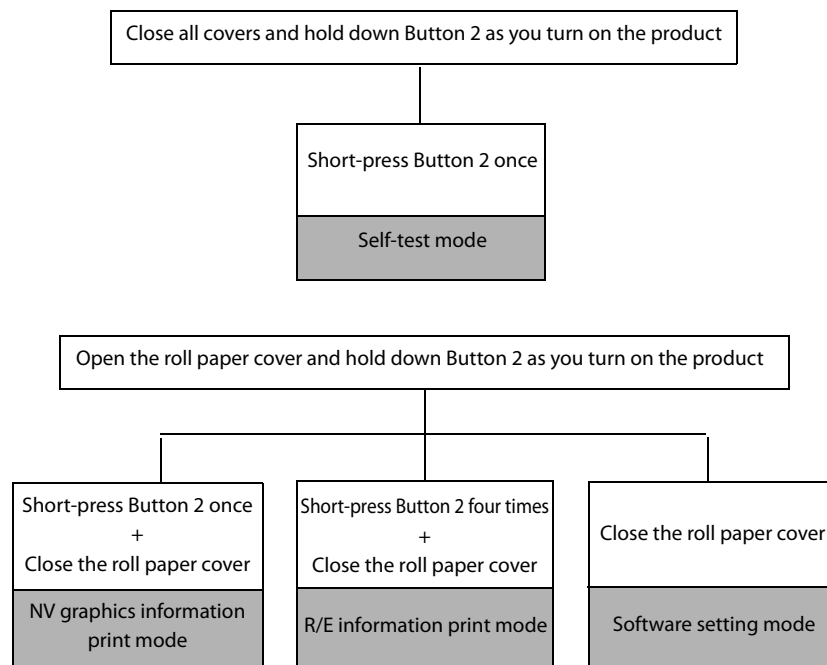 Close all covers and hold down Button 2 as you turn on the product
Short-press Button 2 once
Self-test mode
Open the roll paper cover and hold down Button 2 as you turn on the product
Short-press Button 2 once
+
Close the roll paper cover
NV graphics information
print mode
Short-press Button 2 four times
+
Close the roll paper cover
R/E information print mode
Close the roll paper cover
Software setting mode